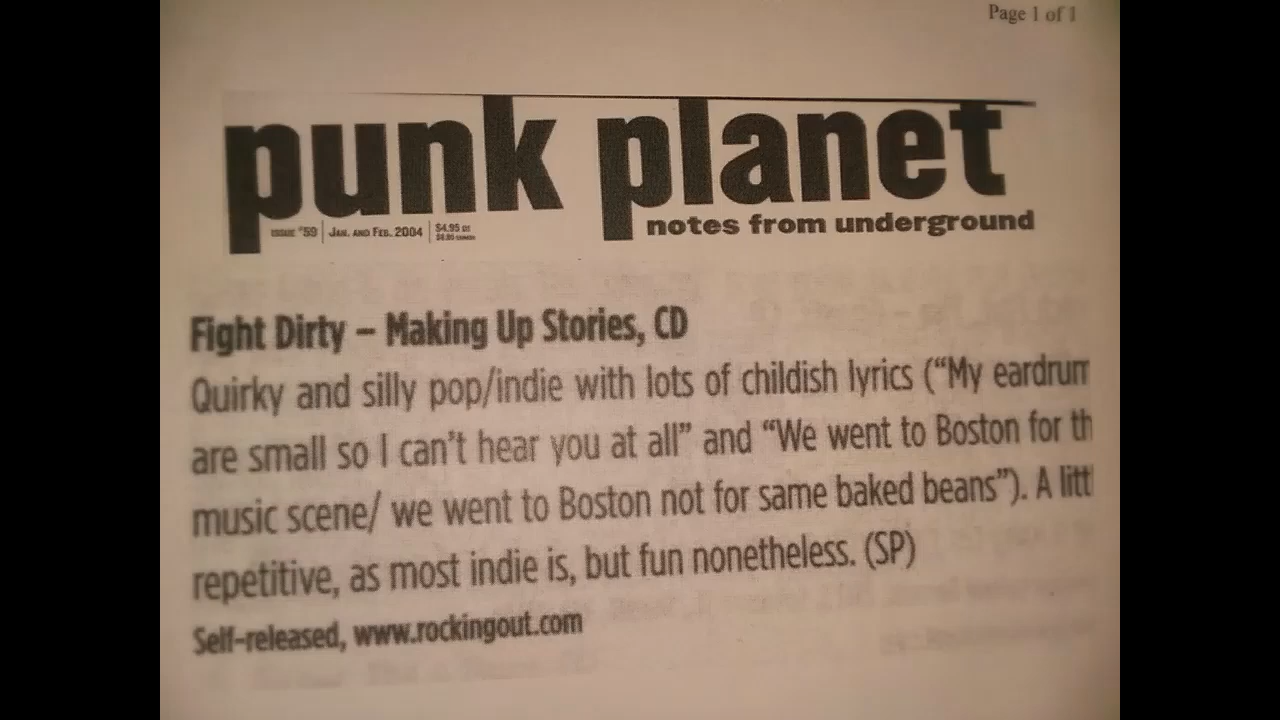 Page 1 of 1
punk planet
notes from underground
ISSUE #59 | JAN. AND FEB. 2004 | $4.95 US
Fight Dirty – Making Up Stories, CD
Quirky and silly pop/indie with lots of childish lyrics (“My eardrum
are small so I can’t hear you at all” and “We went to Boston for th
music scene/ we went to Boston not for same baked beans”). A litt
repetitive, as most indie is, but fun nonetheless. (SP)
Self-released, www.rockingout.com